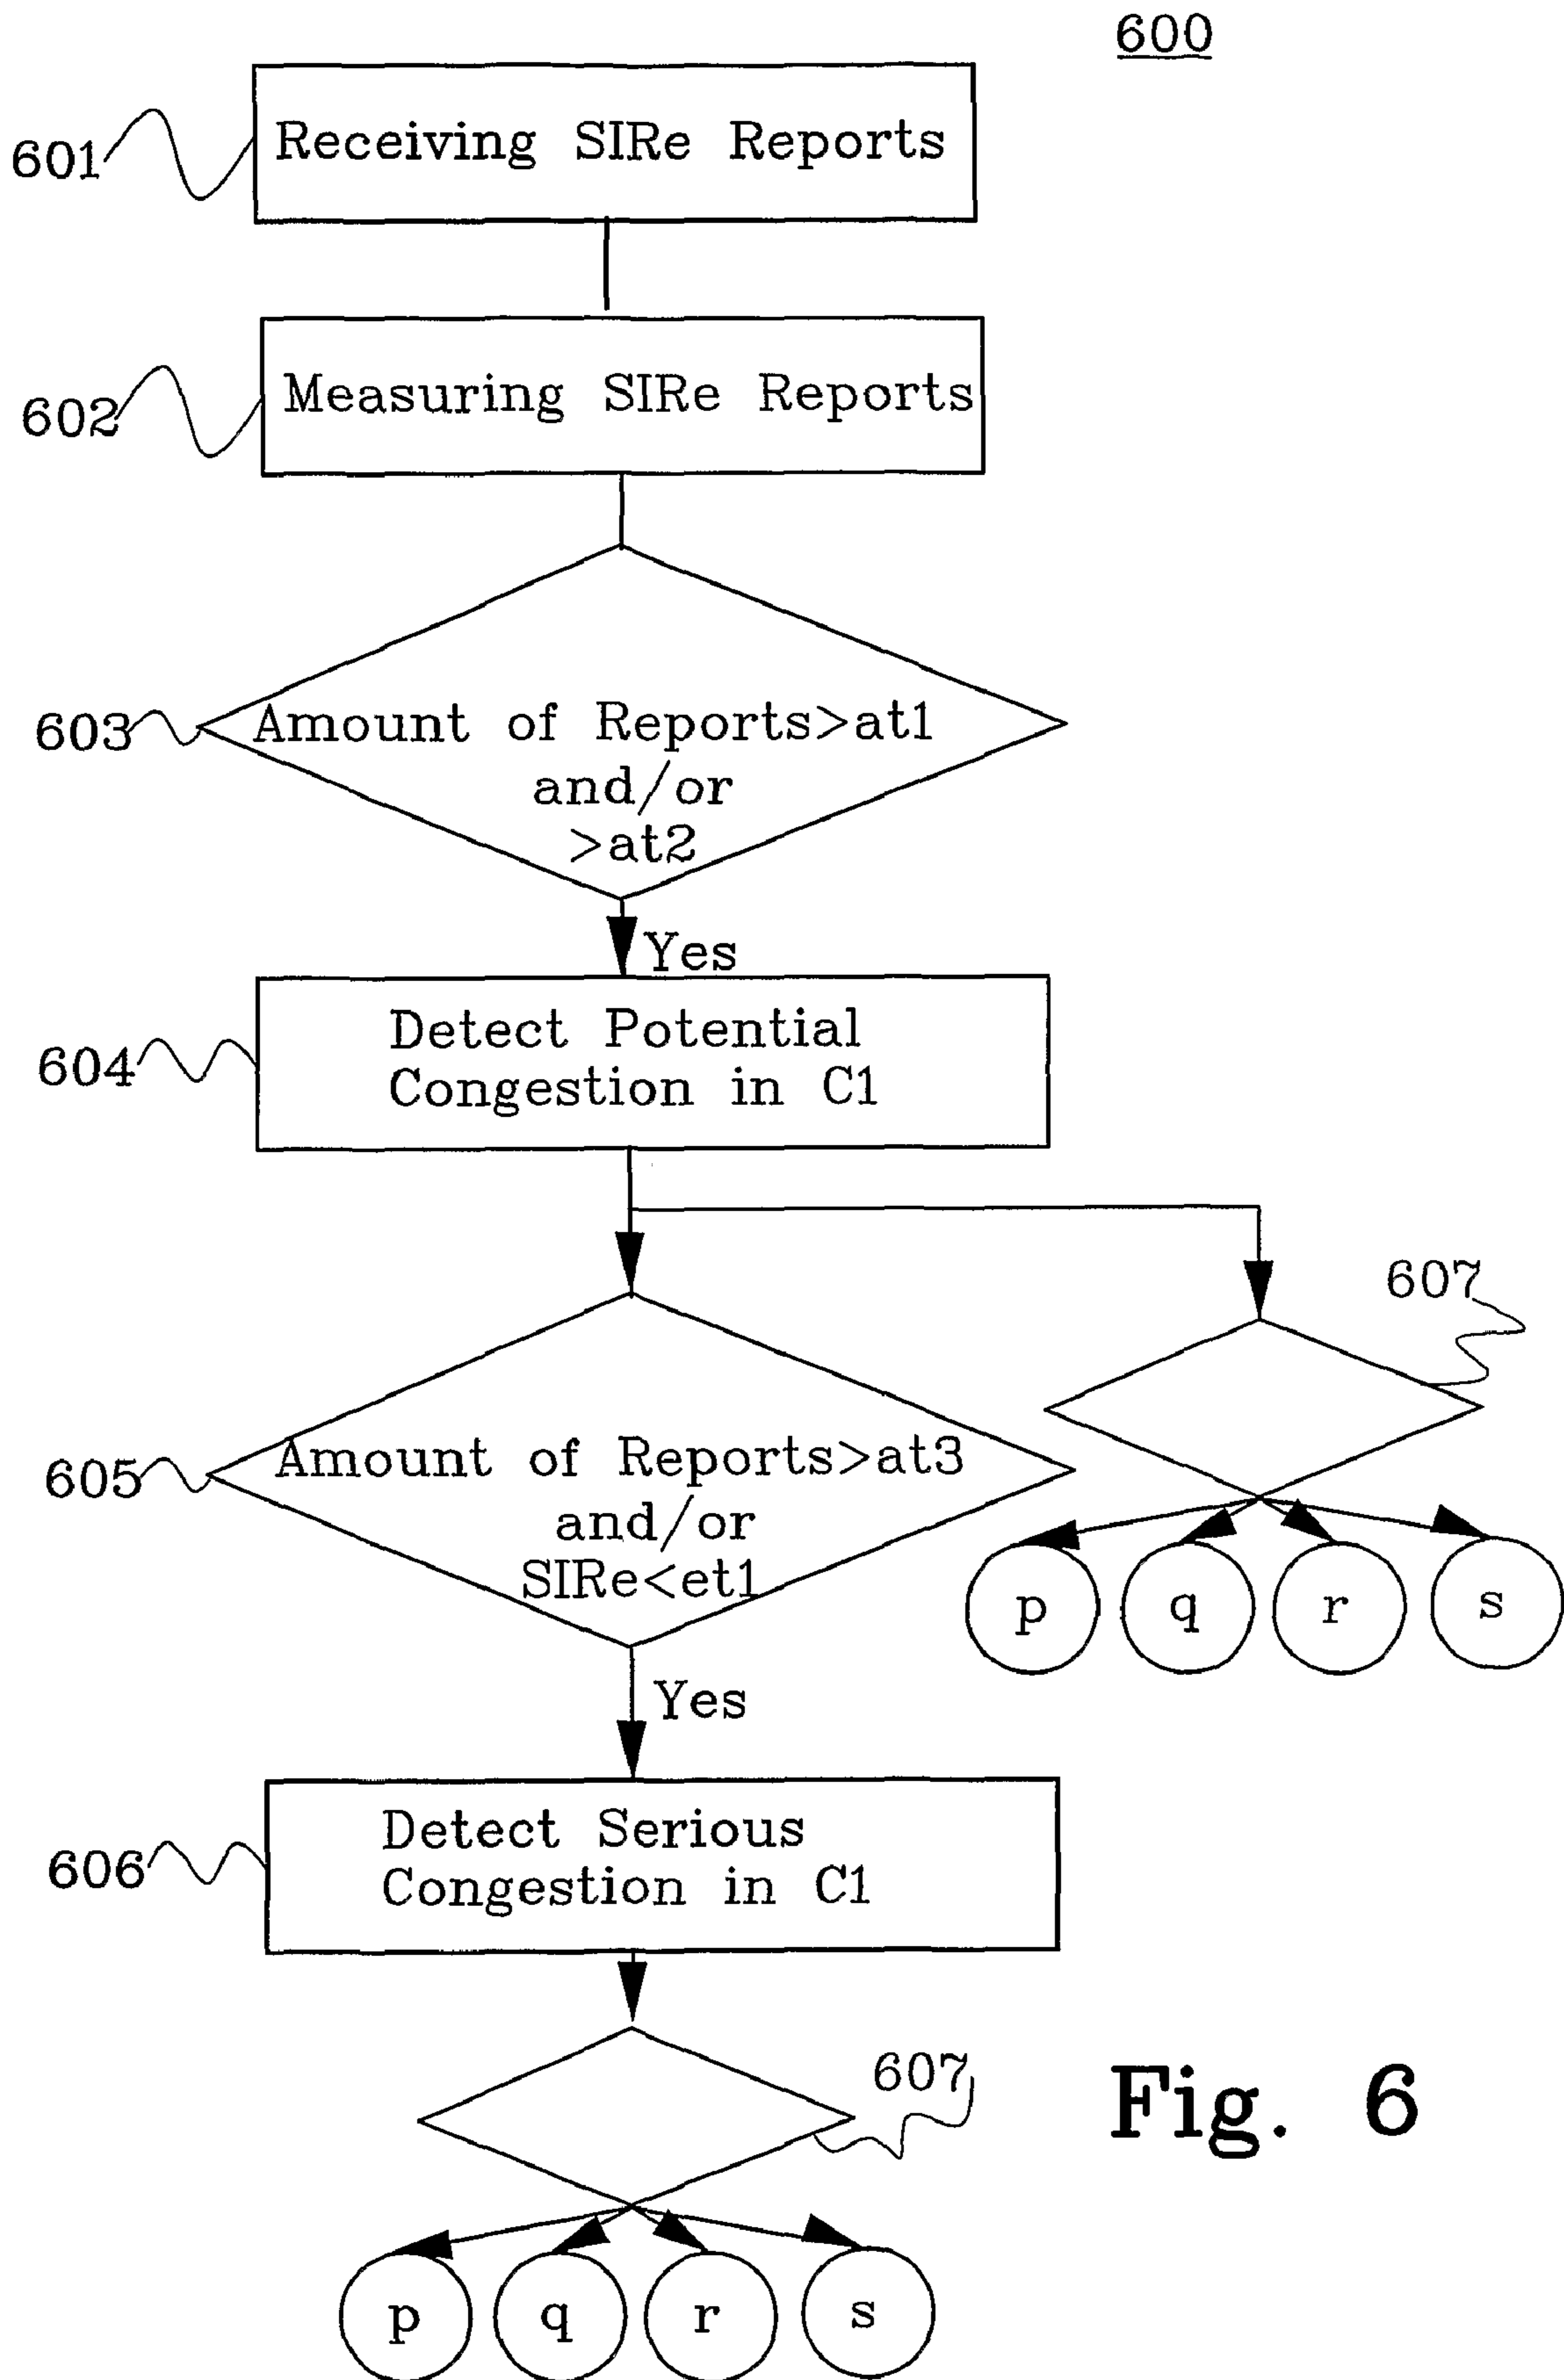 600
601
Receiving SIRe Reports
602
Measuring SIRe Reports
603
Amount of Reports>at1
and/or
>at2
Yes
604
Detect Potential
Congestion in C1
607
605
Amount of Reports>at3
and/or
SIRe<et1
p q r s
Yes
606
Detect Serious
Congestion in C1
607
Fig. 6
p q r s